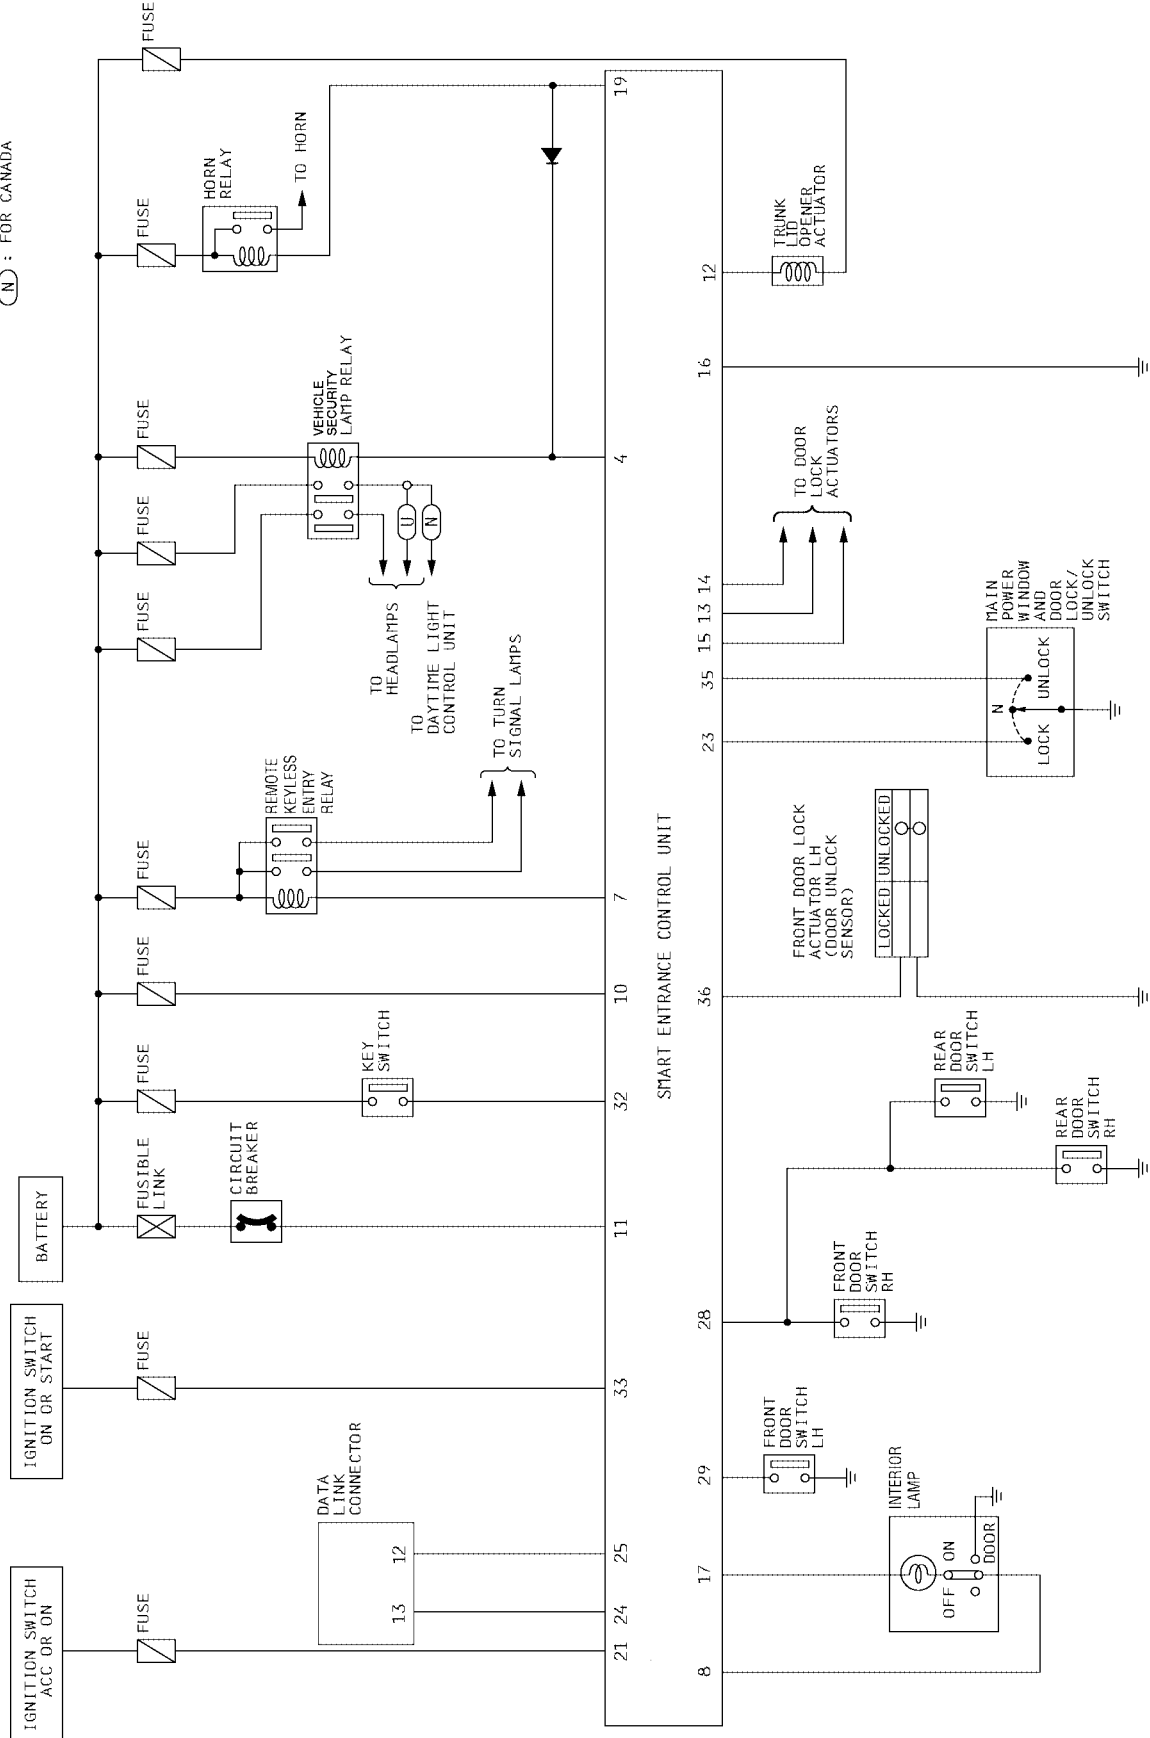 IGNITION SWITCH
ACC OR ON
IGNITION SWITCH
ON OR START
BATTERY
N : FOR CANADA
FUSE
FUSE
FUSIBLE
LINK
FUSE
FUSE
FUSE
FUSE
FUSE
FUSE
FUSE
FUSE
CIRCUIT
BREAKER
HORN
RELAY
TO HORN
DATA
LINK
CONNECTOR
13
12
KEY
SWITCH
REMOTE
KEYLESS
ENTRY
RELAY
VEHICLE
SECURITY
LAMP RELAY
TO
HEADLAMPS
U
N
TO
DAYTIME LIGHT
CONTROL UNIT
TO TURN
SIGNAL LAMPS
21
24
25
33
11
32
10
7
4
19
SMART ENTRANCE CONTROL UNIT
8
17
29
28
36
23
35
15
13
14
16
12
TRUNK
LID
OPENER
ACTUATOR
TO DOOR
LOCK
ACTUATORS
FRONT
DOOR
SWITCH
LH
FRONT
DOOR
SWITCH
RH
FRONT DOOR LOCK
ACTUATOR LH
(DOOR UNLOCK
SENSOR)
LOCKED
UNLOCKED
INTERIOR
LAMP
OFF
ON
DOOR
REAR
DOOR
SWITCH
LH
REAR
DOOR
SWITCH
RH
MAIN
POWER
WINDOW
AND
DOOR
LOCK/
UNLOCK
SWITCH
N
LOCK
UNLOCK